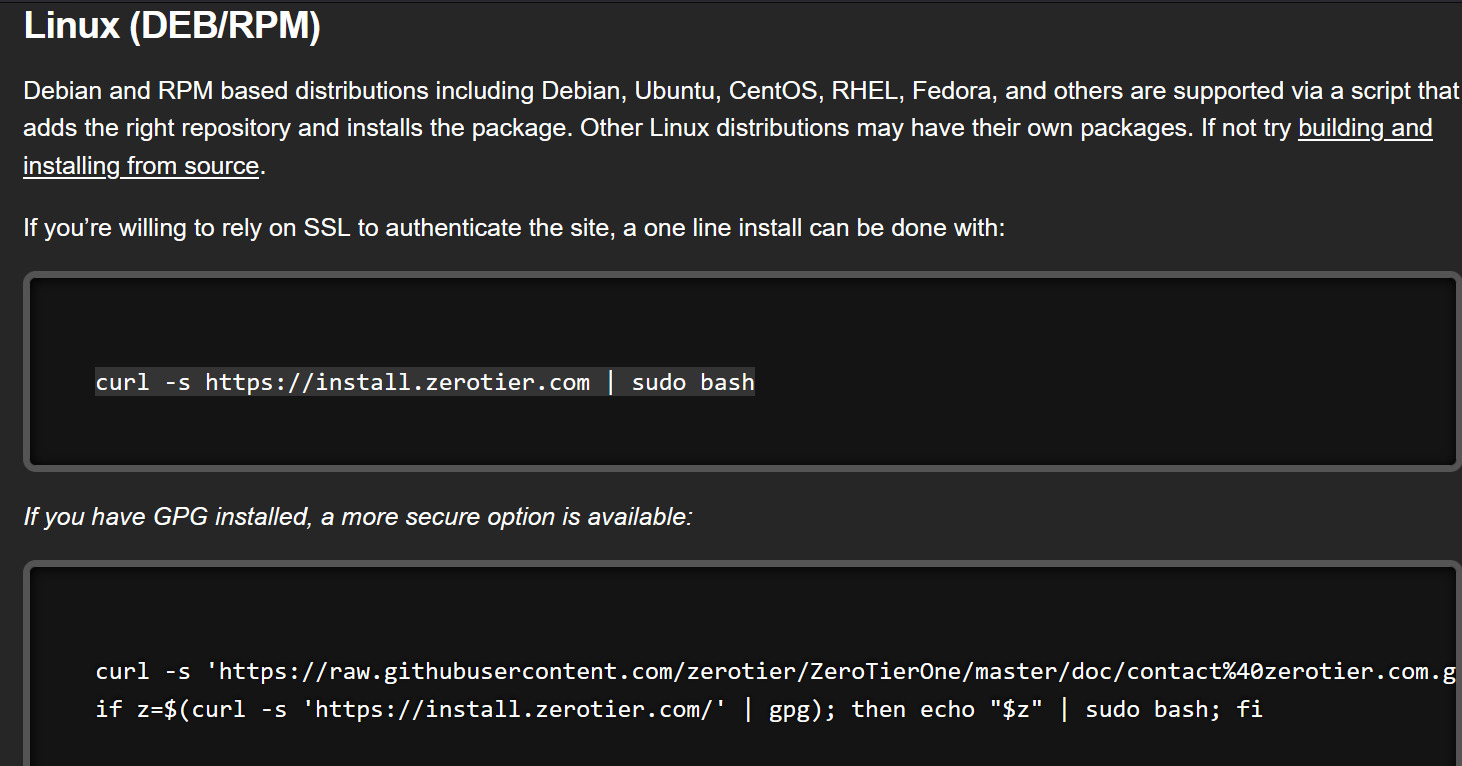 Linux (DEB/RPM)
Debian and RPM based distributions including Debian, Ubuntu, CentOS, RHEL, Fedora, and others are supported via a script that
adds the right repository and installs the package. Other Linux distributions may have their own packages. If not try building and
installing from source.
If you’re willing to rely on SSL to authenticate the site, a one line install can be done with:
curl -s https://install.zerotier.com | sudo bash
If you have GPG installed, a more secure option is available:
curl -s 'https://raw.githubusercontent.com/zerotier/ZeroTierOne/master/doc/contact%40zerotier.com.g
if z=$(curl -s 'https://install.zerotier.com/' | gpg); then echo "$z" | sudo bash; fi